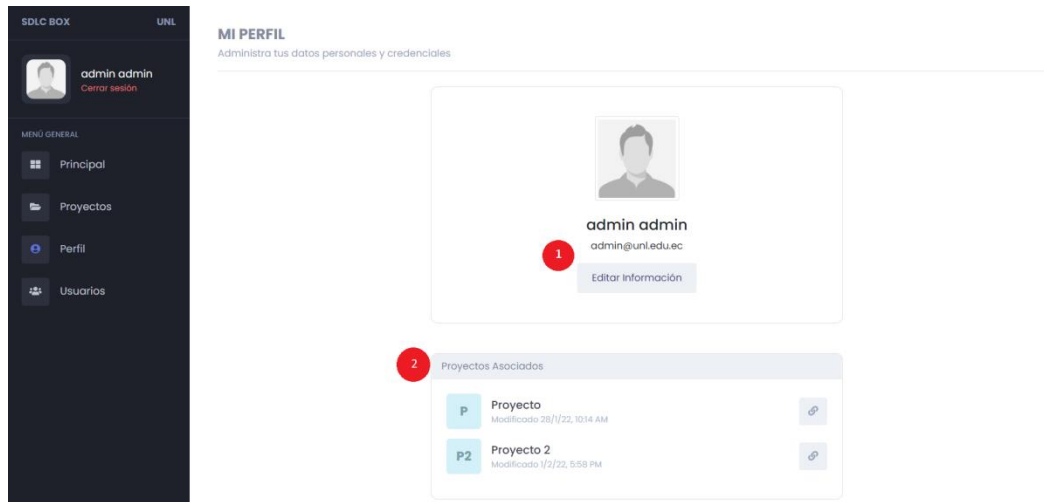 SDLC BOX UNL
admin admin
Cerrar sesión
MENÚ GENERAL
Principal
Proyectos
Perfil
Usuarios
MI PERFIL
Administra tus datos personales y credenciales
admin admin
admin@unl.edu.ec
1
Editar Información
2
Proyectos Asociados
P
Proyecto
Modificado 28/1/22, 10:14 AM
P2
Proyecto 2
Modificado 1/2/22, 5:58 PM